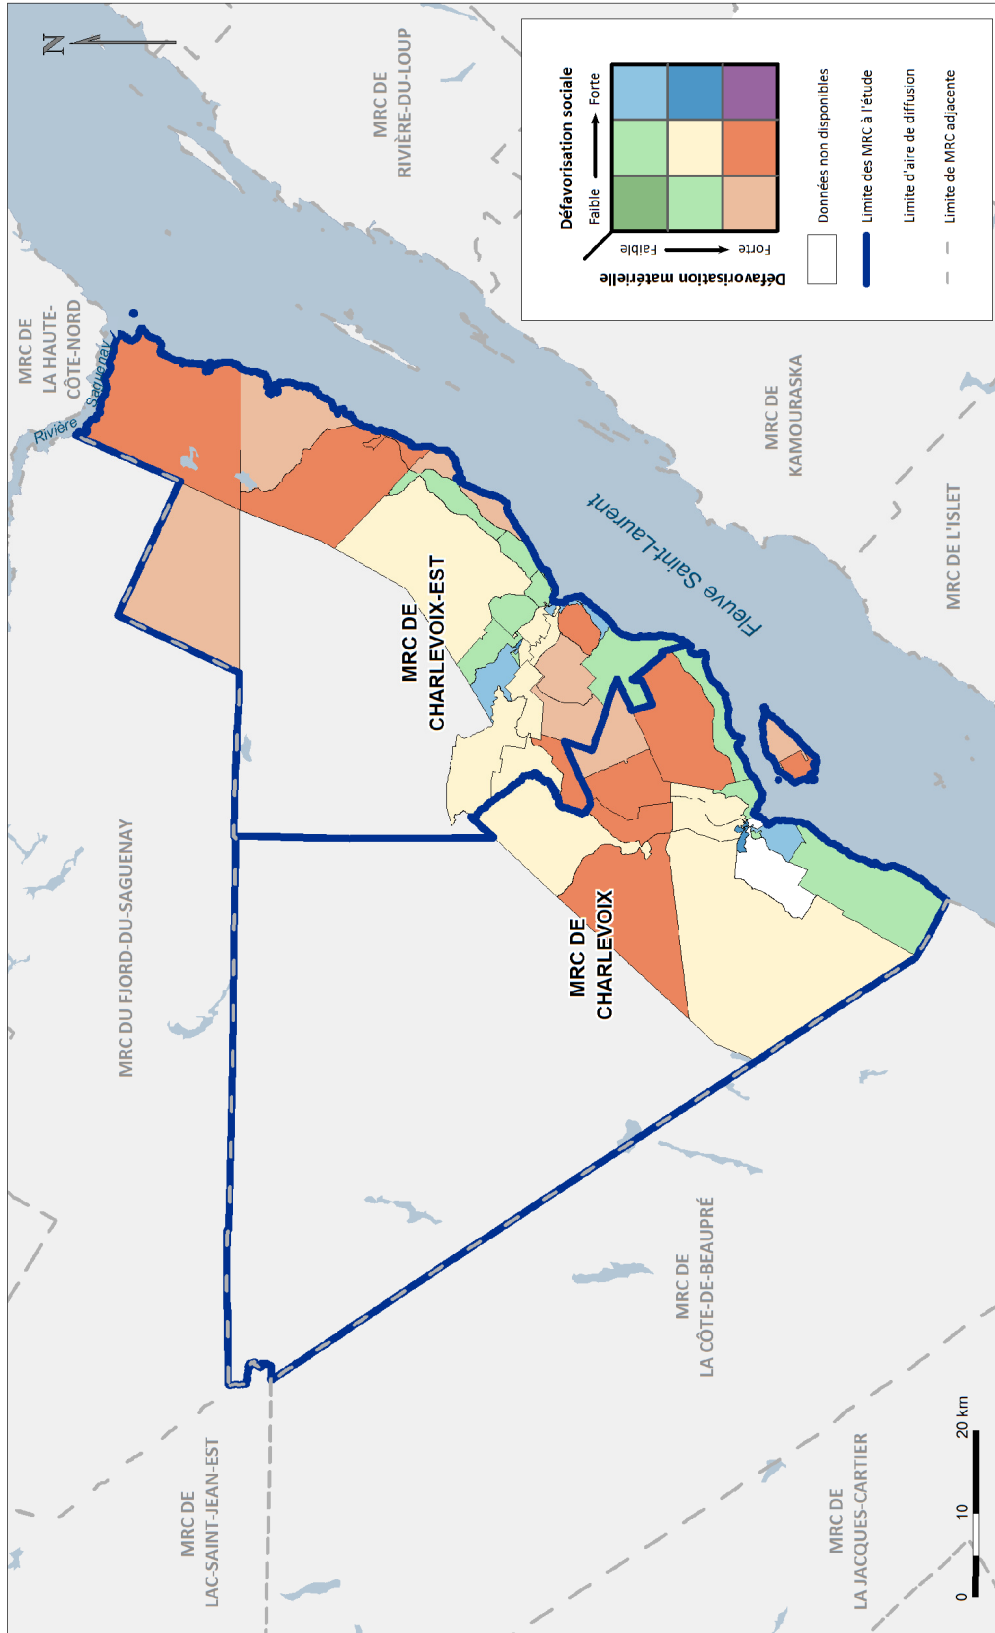 N
MRC DE
LA HAUTE-
CÔTE-NORD
Rivière Saguenay
MRC DE
RIVIÈRE-DU-LOUP
MRC DU FJORD-DU-SAGUENAY
MRC DE
CHARLEVOIX-EST
MRC DE
CHARLEVOIX
Fleuve Saint-Laurent
MRC DE
KAMOURASKA
MRC DE L'ISLET
MRC DE
LAC-SAINT-JEAN-EST
MRC DE
LA CÔTE-DE-BEAUPRÉ
MRC DE
LA JACQUES-CARTIER
0 10 20 km
Défavorisation sociale
Faible Forte
Défavorisation matérielle
Faible Forte
Données non disponibles
Limite des MRC à l'étude
Limite d'aire de diffusion
Limite de MRC adjacente